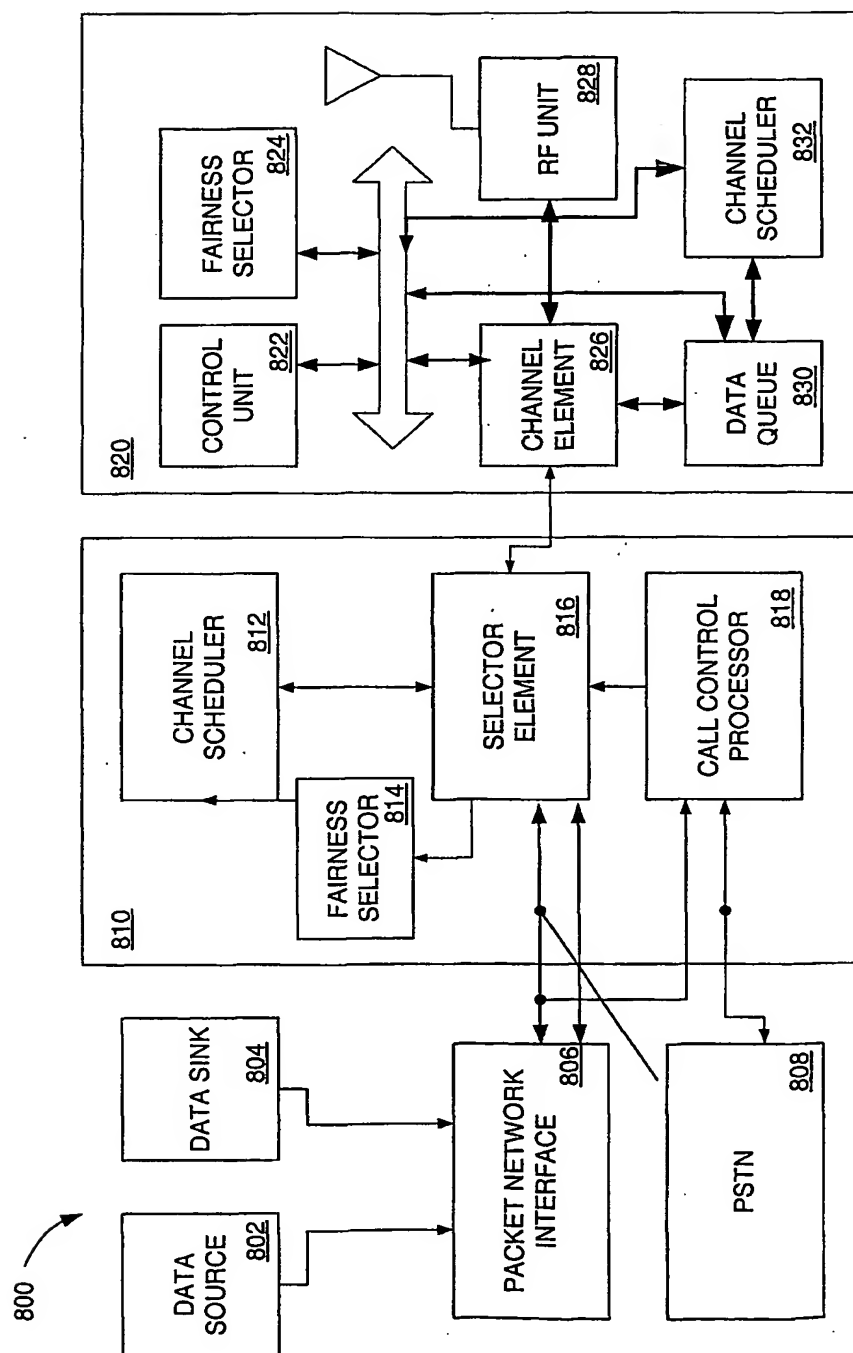 800
DATA
SOURCE
802
DATA SINK
804
PACKET NETWORK
INTERFACE
806
PSTN
808
810
CHANNEL
SCHEDULER
812
FAIRNESS
SELECTOR
814
SELECTOR
ELEMENT
816
CALL CONTROL
PROCESSOR
818
820
CONTROL
UNIT
822
FAIRNESS
SELECTOR
824
CHANNEL
ELEMENT
826
RF UNIT
828
DATA
QUEUE
830
CHANNEL
SCHEDULER
832